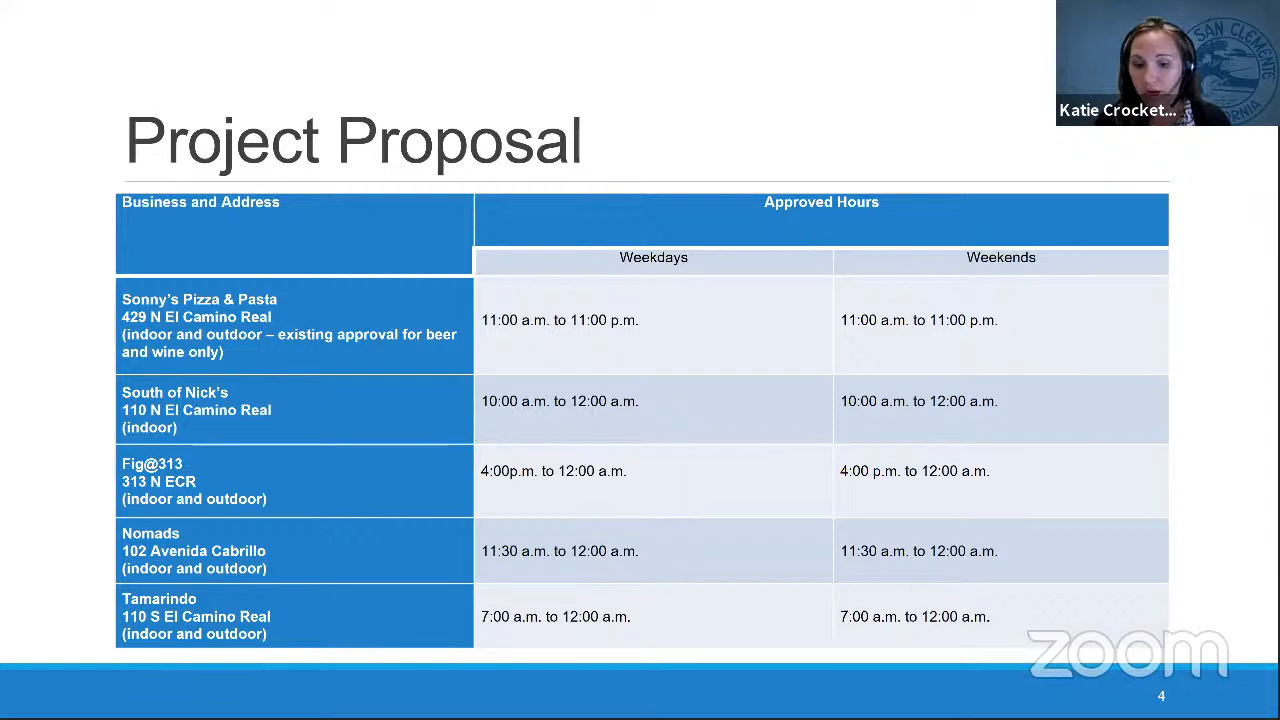 SAN CLEMENTE
CALIFORNIA
Katie Crocket...
Project Proposal
Business and Address
Approved Hours
Weekdays
Weekends
Sonny's Pizza & Pasta
429 N El Camino Real
(indoor and outdoor – existing approval for beer
and wine only)
11:00 a.m. to 11:00 p.m.
11:00 a.m. to 11:00 p.m.
South of Nick's
110 N El Camino Real
(indoor)
10:00 a.m. to 12:00 a.m.
10:00 a.m. to 12:00 a.m.
Fig@313
313 N ECR
(indoor and outdoor)
4:00p.m. to 12:00 a.m.
4:00 p.m. to 12:00 a.m.
Nomads
102 Avenida Cabrillo
(indoor and outdoor)
11:30 a.m. to 12:00 a.m.
11:30 a.m. to 12:00 a.m.
Tamarindo
110 S El Camino Real
(indoor and outdoor)
7:00 a.m. to 12:00 a.m.
7:00 a.m. to 12:00 a.m.
zoom
4